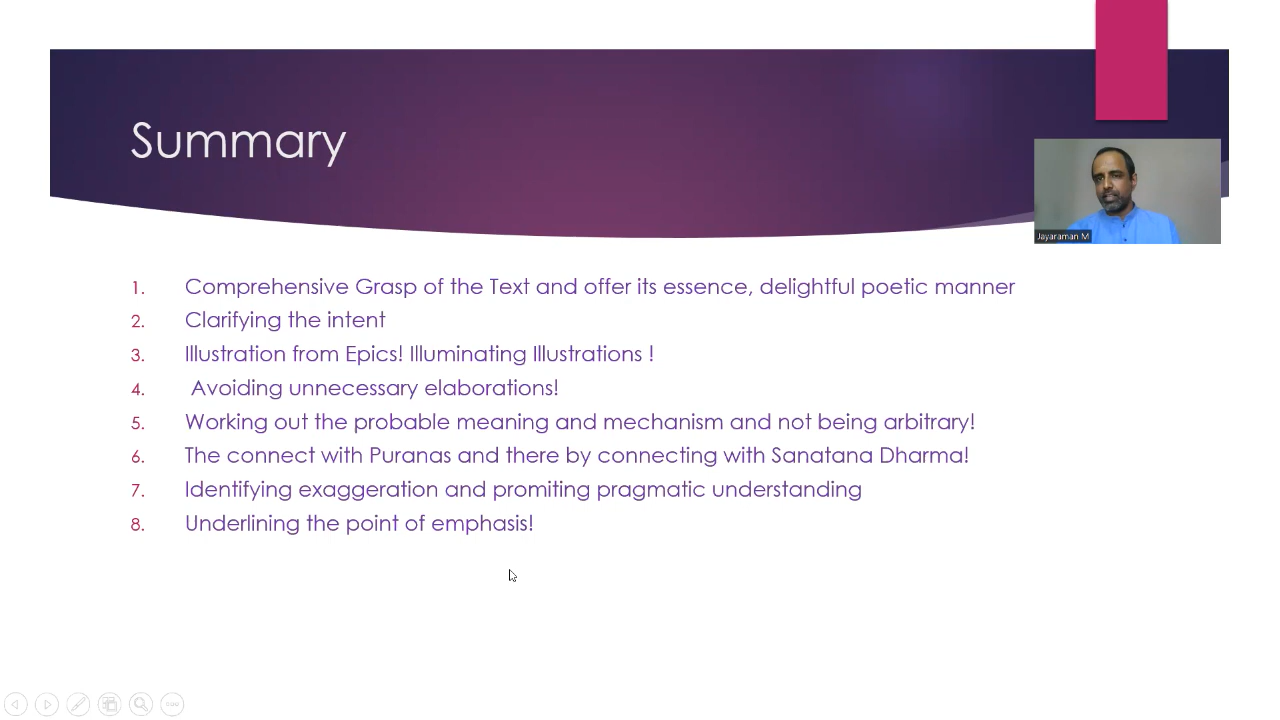 Summary
Jayaraman M
1. Comprehensive Grasp of the Text and offer its essence, delightful poetic manner
2. Clarifying the intent
3. Illustration from Epics! Illuminating Illustrations !
4. Avoiding unnecessary elaborations!
5. Working out the probable meaning and mechanism and not being arbitrary!
6. The connect with Puranas and there by connecting with Sanatana Dharma!
7. Identifying exaggeration and promiting pragmatic understanding
8. Underlining the point of emphasis!